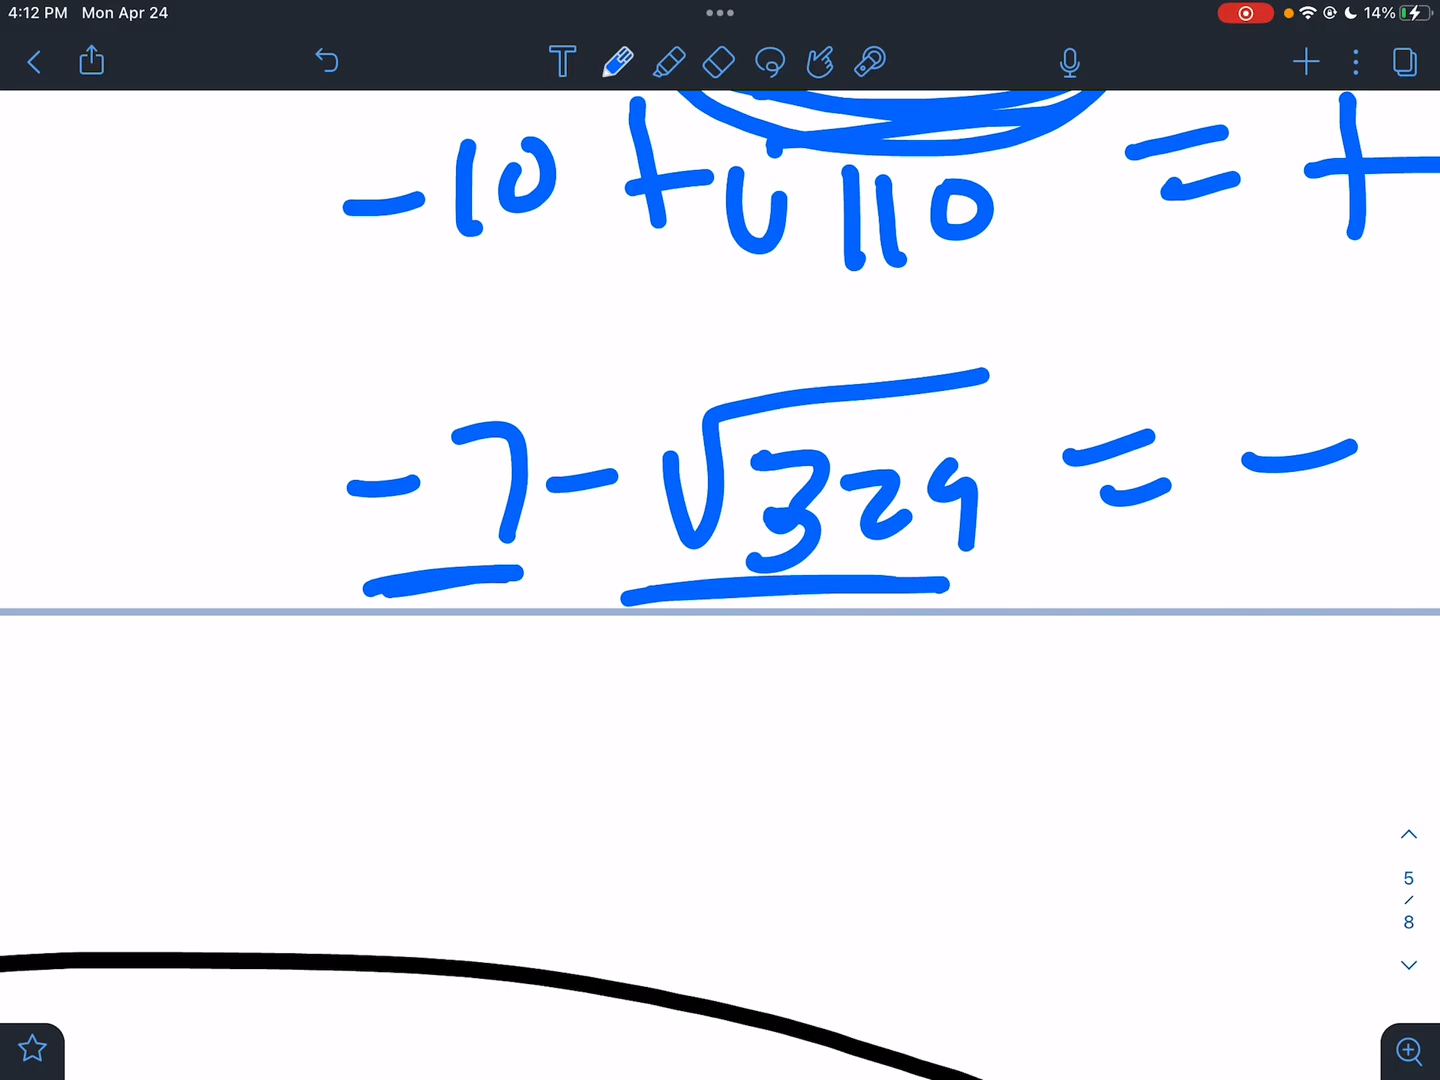 4:12 PM Mon Apr 24
14%
T
-10 + √110 = +
-7 - √329 = -
5
/
8